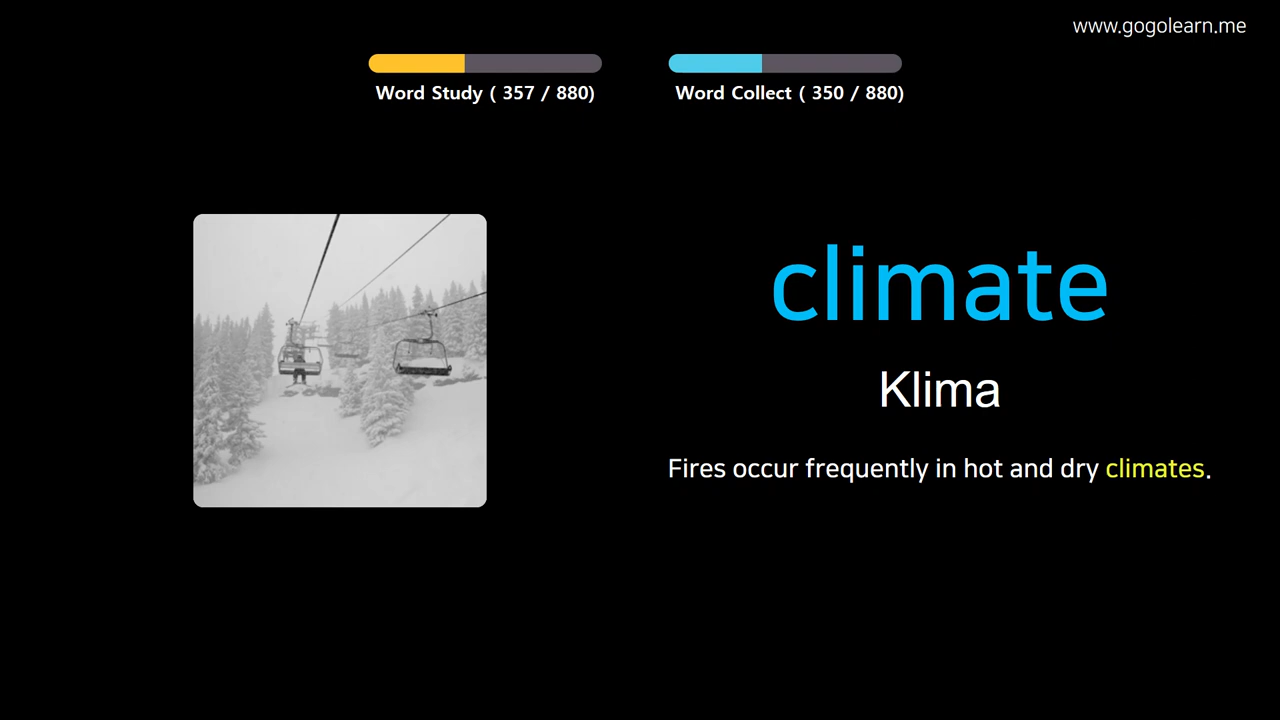 www.gogolearn.me
Word Study ( 357 / 880)
Word Collect ( 350 / 880)
climate
Klima
Fires occur frequently in hot and dry climates.